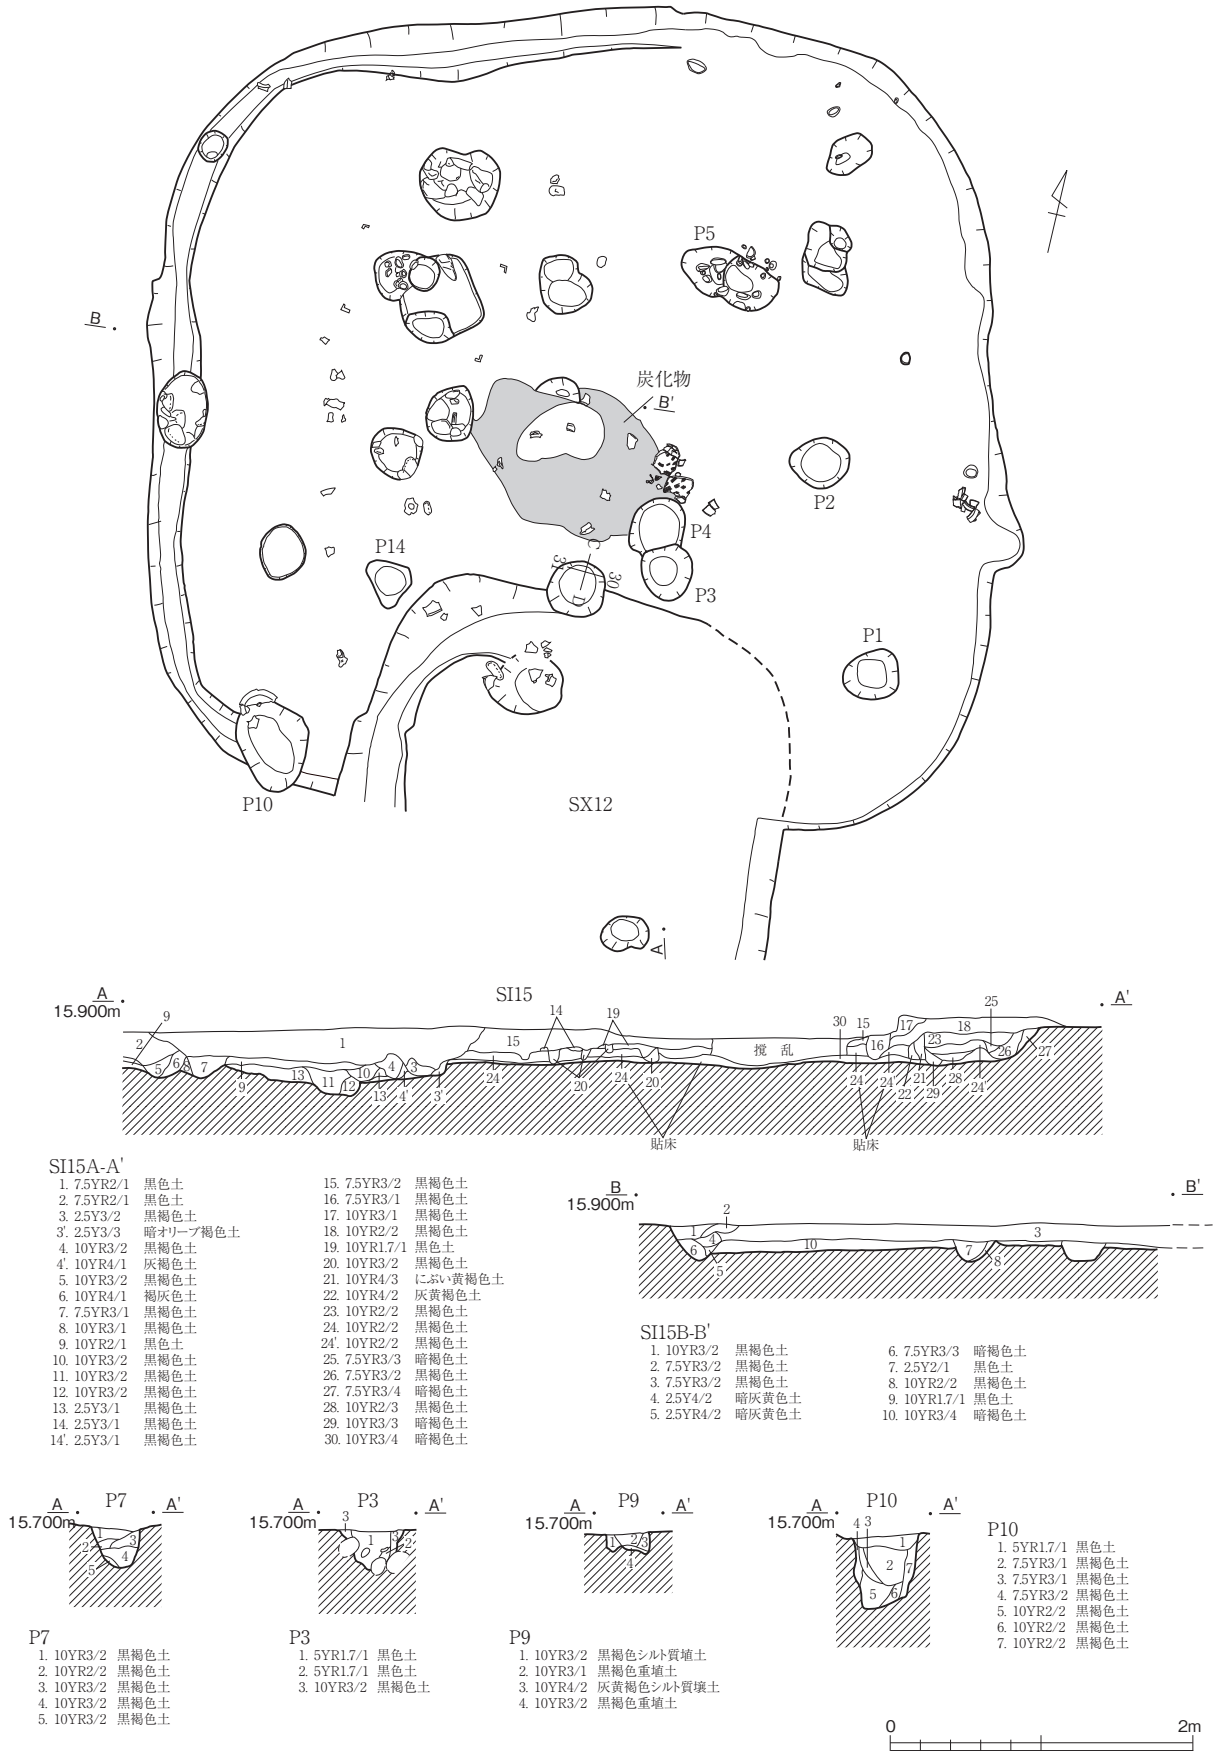 P5
B
炭化物
B'
P2
P4
P14
C
31
30
D
P3
P1
P10
SX12
A
A
15.900m
SI15
A'
9
14
19
25
30
15
17
18
2
1
15
攪 乱
16
23
26
27
5
6
8
7
9
13
11
12
10
13
4
4'
3
3'
24
20
24
20
24
24'
22
21
29
28
24'
貼床
貼床
SI15A-A'
1. 7.5YR2/1 黒色土
2. 7.5YR2/1 黒色土
3. 2.5Y3/2 黒褐色土
3'. 2.5Y3/3 暗オリーブ褐色土
4. 10YR3/2 黒褐色土
4'. 10YR4/1 灰褐色土
5. 10YR3/2 黒褐色土
6. 10YR4/1 褐灰色土
7. 7.5YR3/1 黒褐色土
8. 10YR3/1 黒褐色土
9. 10YR2/1 黒色土
10. 10YR3/2 黒褐色土
11. 10YR3/2 黒褐色土
12. 10YR3/2 黒褐色土
13. 2.5Y3/1 黒褐色土
14. 2.5Y3/1 黒褐色土
14'. 2.5Y3/1 黒褐色土
15. 7.5YR3/2 黒褐色土
16. 7.5YR3/1 黒褐色土
17. 10YR3/1 黒褐色土
18. 10YR2/2 黒褐色土
19. 10YR1.7/1 黒色土
20. 10YR3/2 黒褐色土
21. 10YR4/3 にぶい黄褐色土
22. 10YR4/2 灰黄褐色土
23. 10YR2/2 黒褐色土
24. 10YR2/2 黒褐色土
24'. 10YR2/2 黒褐色土
25. 7.5YR3/3 暗褐色土
26. 7.5YR3/2 黒褐色土
27. 7.5YR3/4 暗褐色土
28. 10YR2/3 黒褐色土
29. 10YR3/3 暗褐色土
30. 10YR3/4 暗褐色土
B
15.900m
B'
2
1
4
6
5
10
3
7
8
SI15B-B'
1. 10YR3/2 黒褐色土
2. 7.5YR3/2 黒褐色土
3. 7.5YR3/2 黒褐色土
4. 2.5Y4/2 暗灰黄色土
5. 2.5YR4/2 暗灰黄色土
6. 7.5YR3/3 暗褐色土
7. 2.5Y2/1 黒色土
8. 10YR2/2 黒褐色土
9. 10YR1.7/1 黒色土
10. 10YR3/4 暗褐色土
A P7 A'
15.700m
1
2
3
4
5
P7
1. 10YR3/2 黒褐色土
2. 10YR2/2 黒褐色土
3. 10YR3/2 黒褐色土
4. 10YR3/2 黒褐色土
5. 10YR3/2 黒褐色土
A P3 A'
15.700m
3
1
3
2
P3
1. 5YR1.7/1 黒色土
2. 5YR1.7/1 黒色土
3. 10YR3/2 黒褐色土
A P9 A'
15.700m
1
2
3
4
P9
1. 10YR3/2 黒褐色シルト質埴土
2. 10YR3/1 黒褐色重埴土
3. 10YR4/2 灰黄褐色シルト質壌土
4. 10YR3/2 黒褐色重埴土
A P10 A'
15.700m
4 3
1
2
7
5
6
P10
1. 5YR1.7/1 黒色土
2. 7.5YR3/1 黒褐色土
3. 7.5YR3/1 黒褐色土
4. 7.5YR3/2 黒褐色土
5. 10YR2/2 黒褐色土
6. 10YR2/2 黒褐色土
7. 10YR2/2 黒褐色土
0 2m